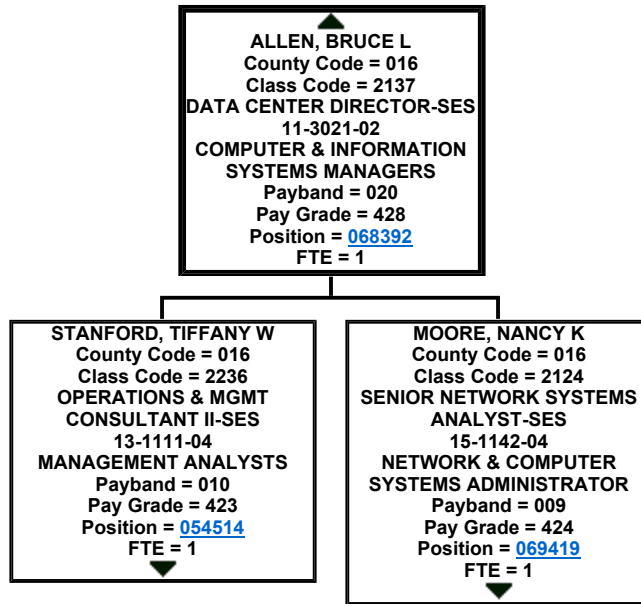 ALLEN, BRUCE L
County Code = 016
Class Code = 2137
DATA CENTER DIRECTOR-SES
11-3021-02
COMPUTER & INFORMATION
SYSTEMS MANAGERS
Payband = 020
Pay Grade = 428
Position = 068392
FTE = 1
STANFORD, TIFFANY W
County Code = 016
Class Code = 2236
OPERATIONS & MGMT
CONSULTANT II-SES
13-1111-04
MANAGEMENT ANALYSTS
Payband = 010
Pay Grade = 423
Position = 054514
FTE = 1
MOORE, NANCY K
County Code = 016
Class Code = 2124
SENIOR NETWORK SYSTEMS
ANALYST-SES
15-1142-04
NETWORK & COMPUTER
SYSTEMS ADMINISTRATOR
Payband = 009
Pay Grade = 424
Position = 069419
FTE = 1